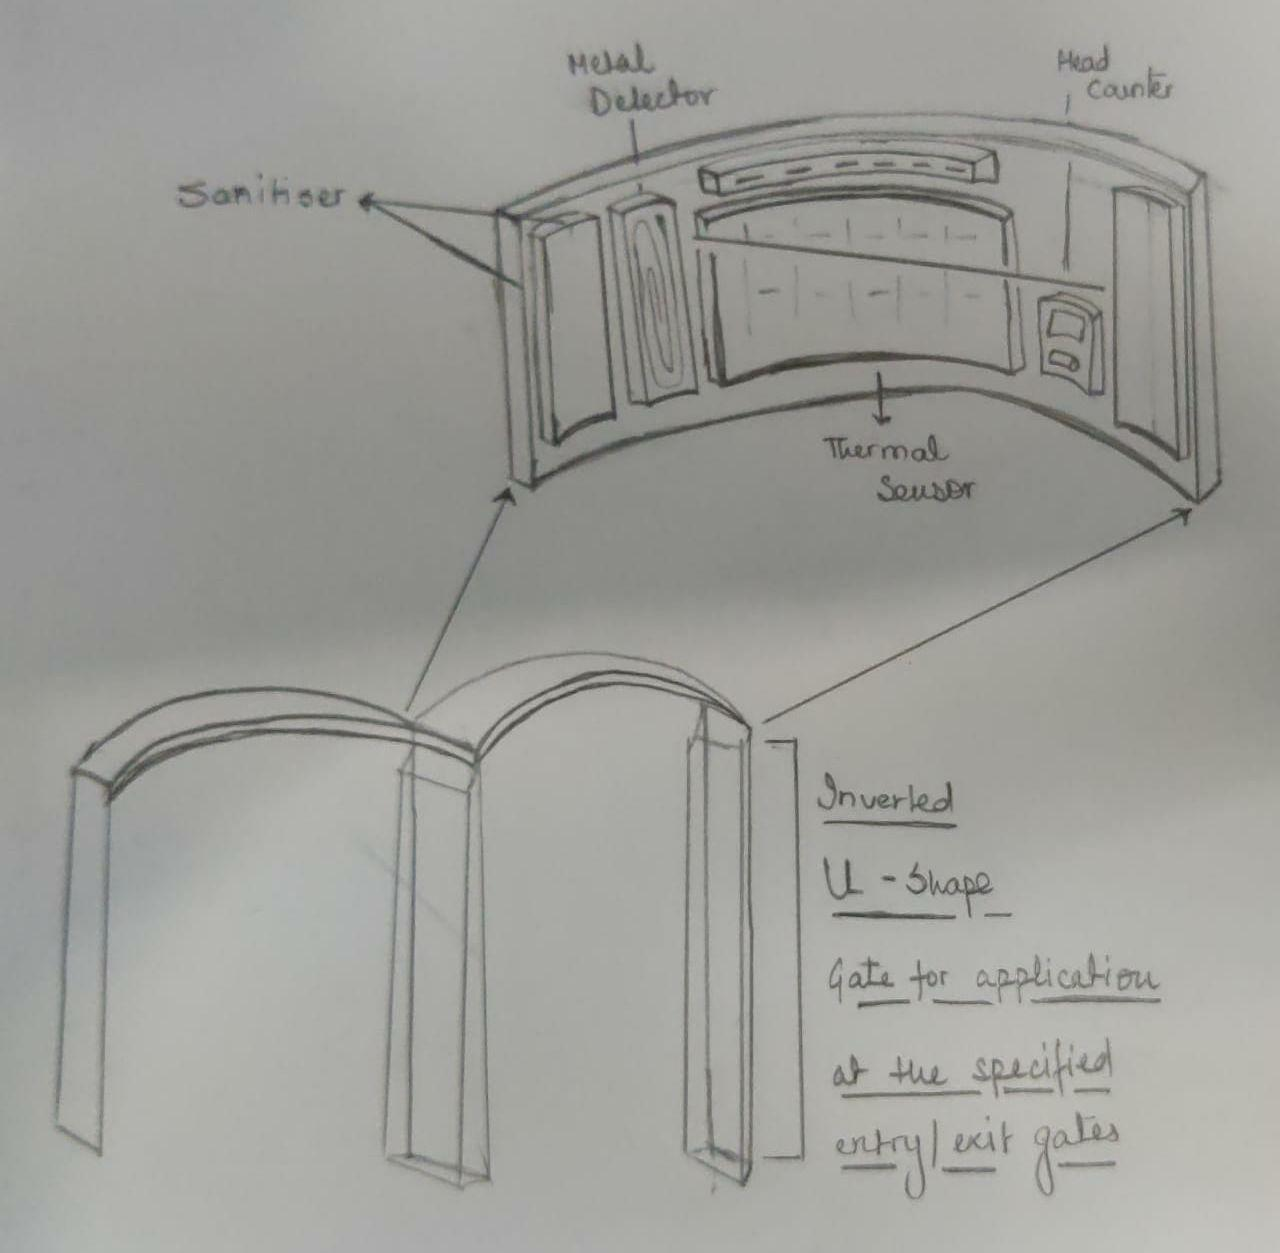 Metal
Detector
Head
Counter
Sanitiser
Thermal
Sensor
Inverted
U - Shape
Gate for application
at the specified
entry/exit gates